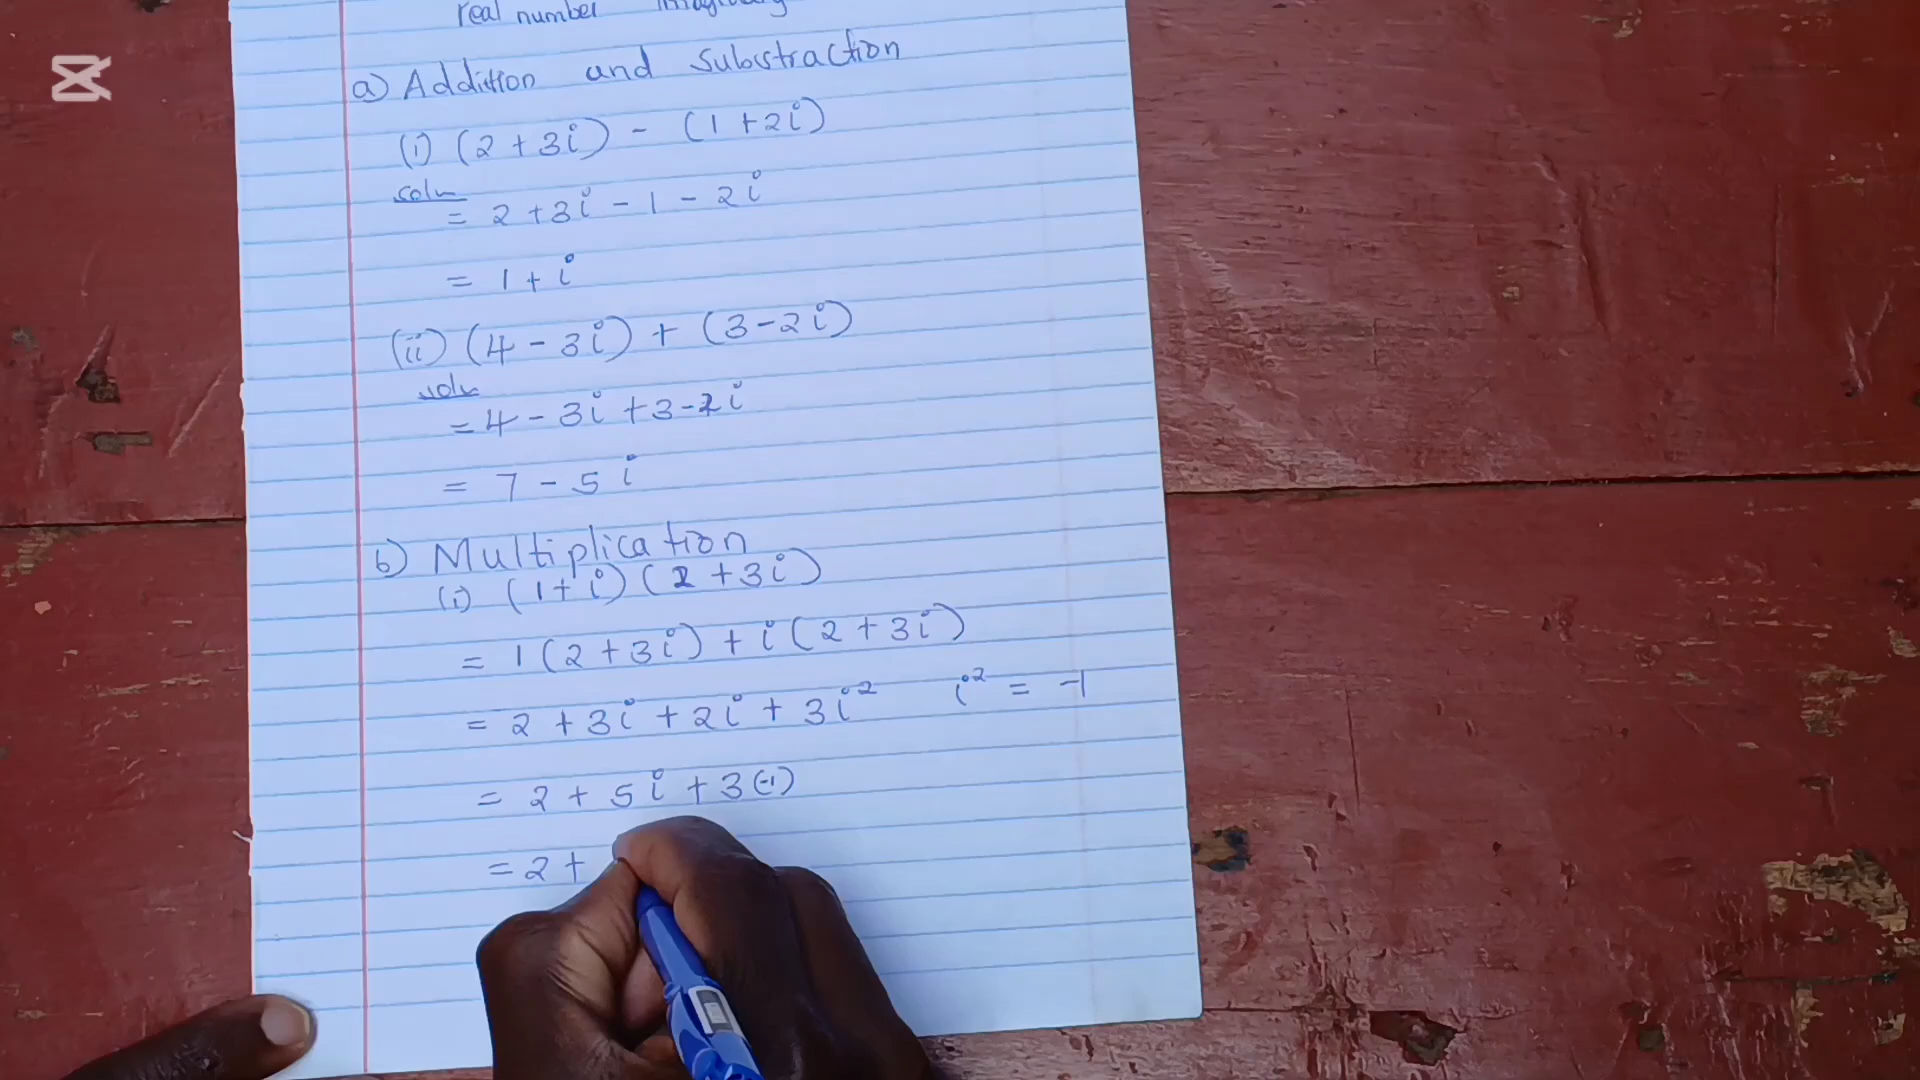 real number imaginary
a) Addition and substraction
(i) (2 + 3i) - (1 + 2i)
soln
= 2 + 3i - 1 - 2i
= 1 + i
(ii) (4 - 3i) + (3 - 2i)
soln
= 4 - 3i + 3 - 2i
= 7 - 5i
b) Multiplication
(i) (1 + i) (2 + 3i)
= 1(2 + 3i) + i(2 + 3i)
= 2 + 3i + 2i + 3i² i² = -1
= 2 + 5i + 3(-1)
= 2 +